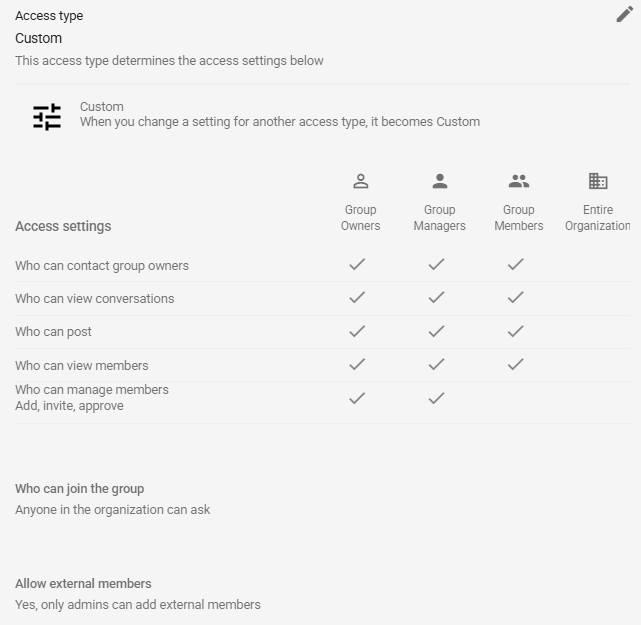 Access type
Custom
This access type determines the access settings below
Custom
When you change a setting for another access type, it becomes Custom
Access settings
Group Owners
Group Managers
Group Members
Entire Organization
Who can contact group owners
Who can view conversations
Who can post
Who can view members
Who can manage members
Add, invite, approve
Who can join the group
Anyone in the organization can ask
Allow external members
Yes, only admins can add external members